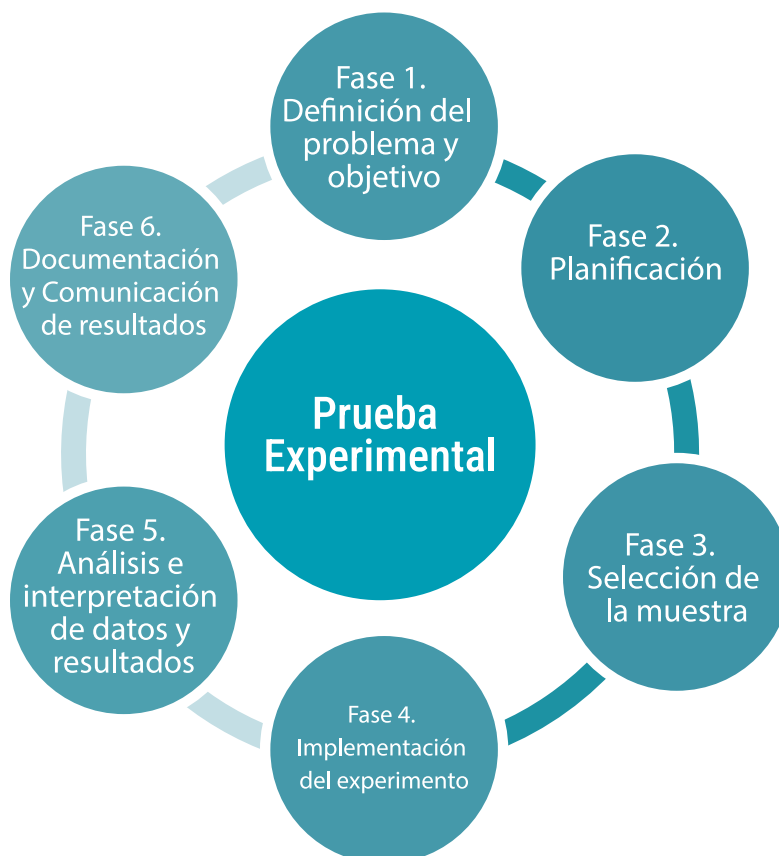 Fase 1.
Definición del
problema y
objetivo
Fase 2.
Planificación
Fase 3.
Selección de
la muestra
Fase 4.
Implementación
del experimento
Fase 5.
Análisis e
interpretación
de datos y
resultados
Fase 6.
Documentación
y Comunicación
de resultados
Prueba
Experimental